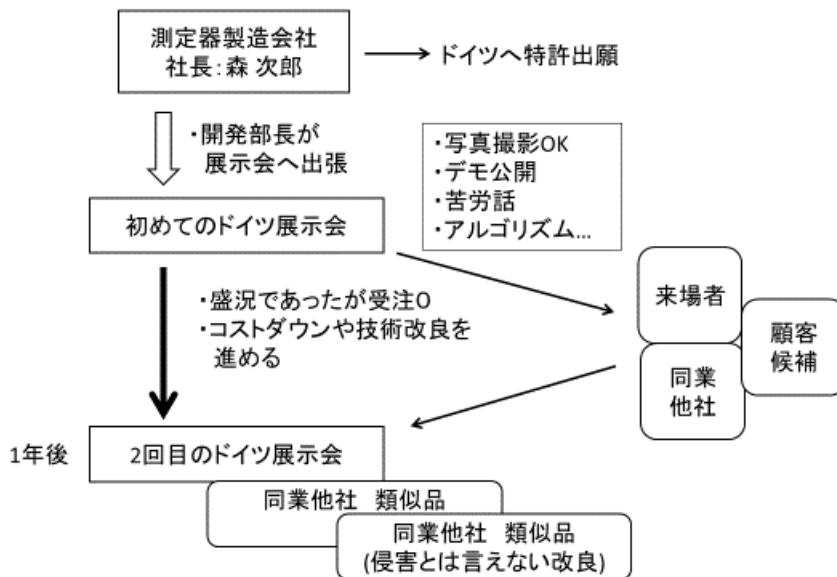 測定器製造会社
社長:森 次郎
ドイツへ特許出願
・開発部長が
展示会へ出張
・写真撮影OK
・デモ公開
・苦労話
・アルゴリズム…
初めてのドイツ展示会
・盛況であったが受注0
・コストダウンや技術改良を
進める
来場者
顧客
候補
同業
他社
1年後
2回目のドイツ展示会
同業他社 類似品
同業他社 類似品
(侵害とは言えない改良)